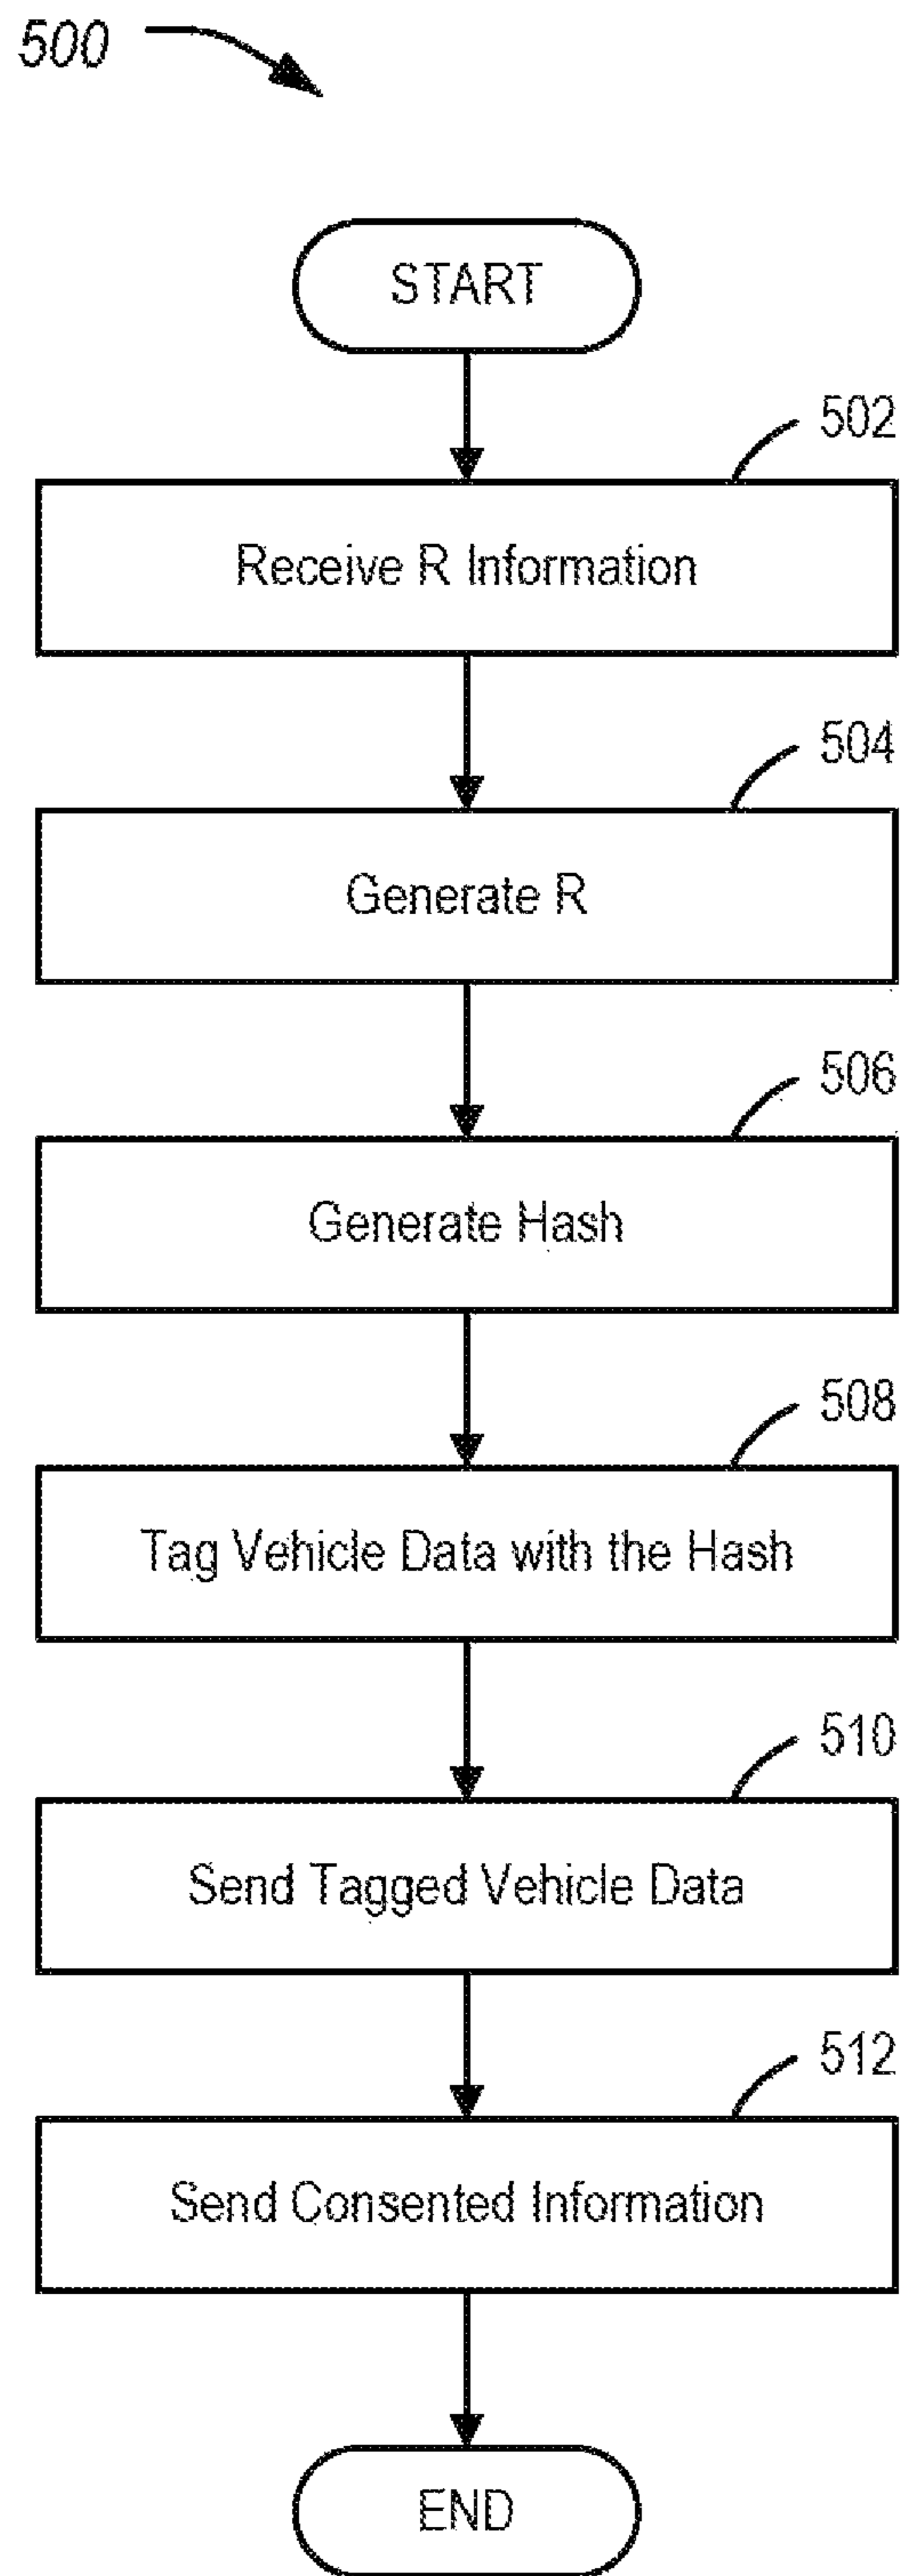 500
START
502
Receive R Information
504
Generate R
506
Generate Hash
508
Tag Vehicle Data with the Hash
510
Send Tagged Vehicle Data
512
Send Consented Information
END